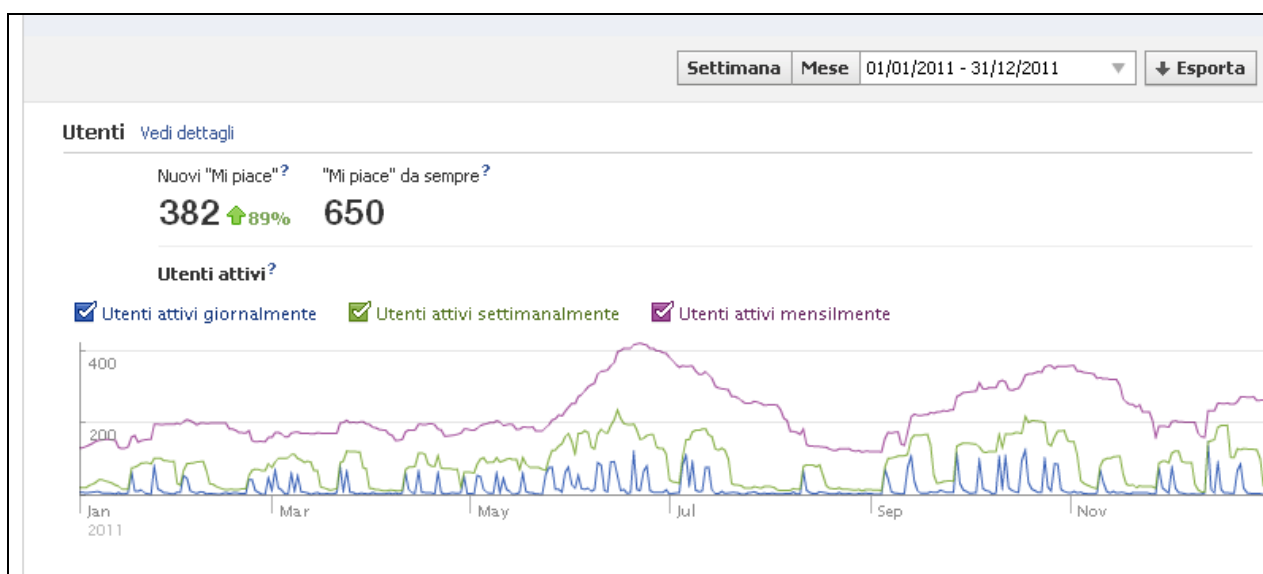 Settimana Mese 01/01/2011 - 31/12/2011 Esporta
Utenti Vedi dettagli
Nuovi "Mi piace"? "Mi piace" da sempre?
382 89% 650
Utenti attivi?
Utenti attivi giornalmente Utenti attivi settimanalmente Utenti attivi mensilmente
400
200
Jan Mar May Jul Sep Nov
2011